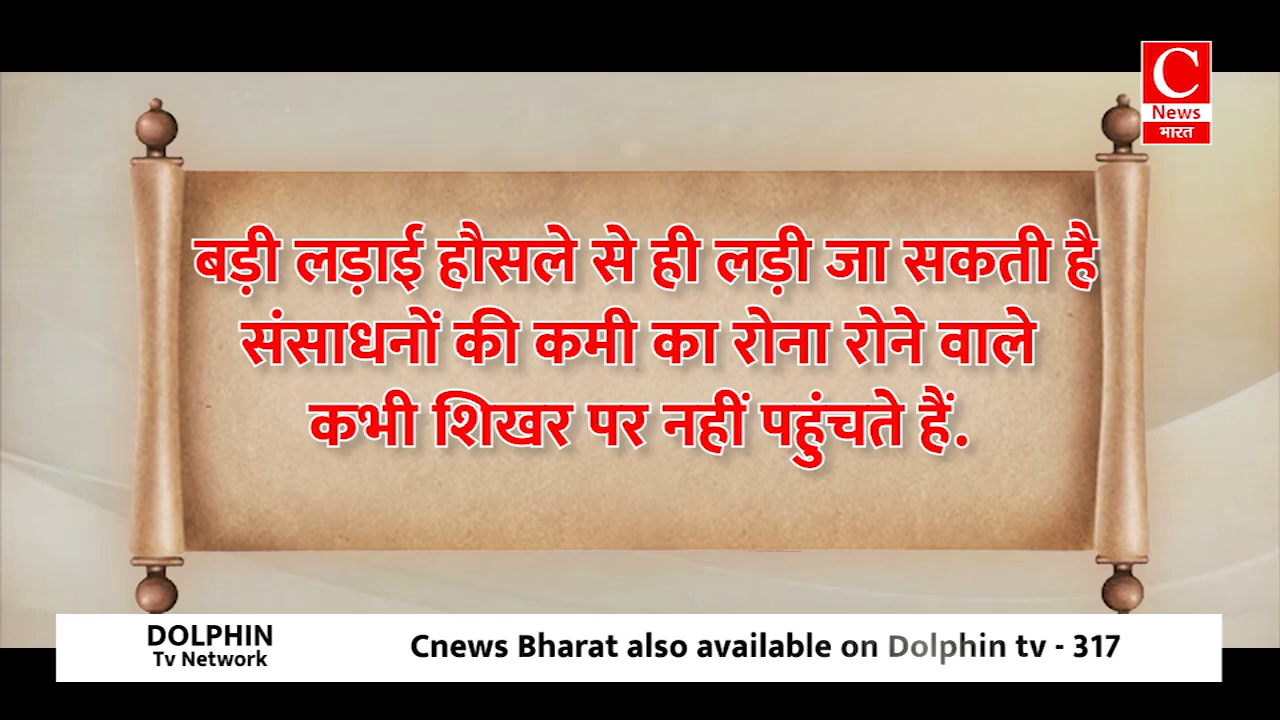 C
News
भारत
बड़ी लड़ाई हौसले से ही लड़ी जा सकती है
संसाधनों की कमी का रोना रोने वाले
कभी शिखर पर नहीं पहुंचते हैं.
DOLPHIN
Tv Network
Cnews Bharat also available on Dolphin tv - 317